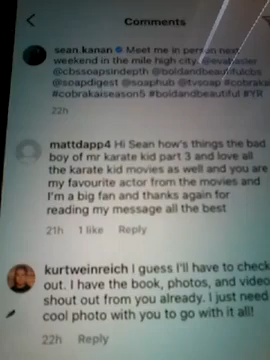 Comments
sean.kanan Meet me in person next
weekend in the mile high city.
@cbssoapsindepth @boldandbeautifulcbs
@soapdigest @soaphub @tvsoap
#cobrakaiseason5 #boldandbeautiful #YR
22h
mattdapp4 Hi Sean how's things the bad
boy of mr karate kid part 3 and love all
the karate kid movies as well and you are
my favourite actor from the movies and
I'm a big fan and thanks again for
reading my message all the best
21h 1 like Reply
kurtweinreich I guess I'll have to check
out. I have the book, photos, and video
shout out from you already. I just need
cool photo with you to go with it all!
22h Reply